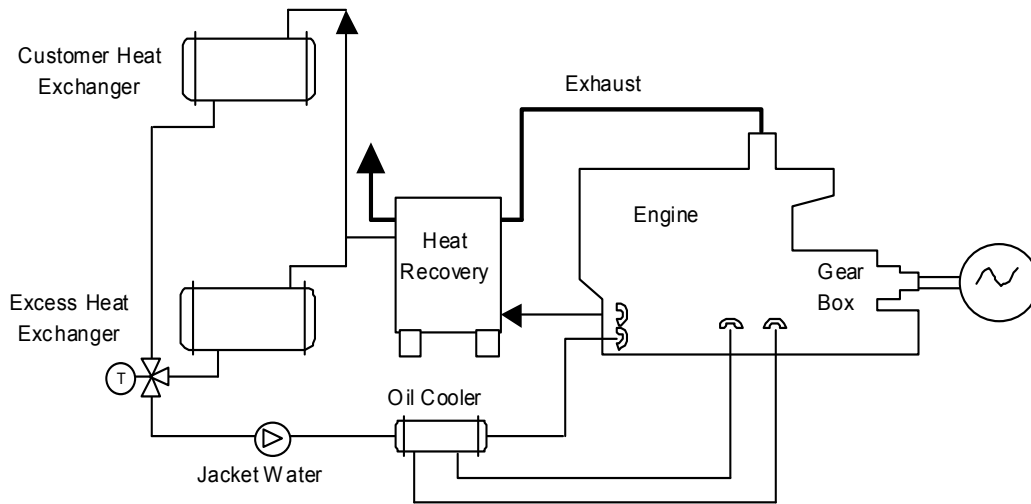 Customer Heat
Exchanger
Exhaust
Engine
Heat
Recovery
Gear
Box
Excess Heat
Exchanger
T
Oil Cooler
Jacket Water